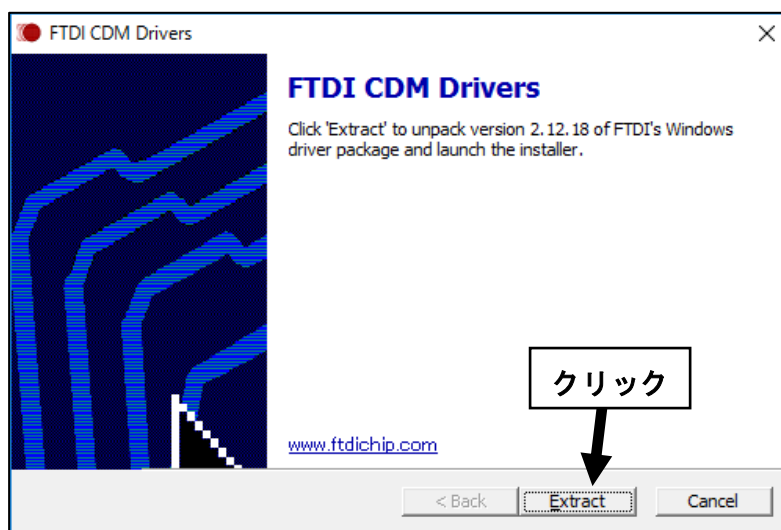 FTDI CDM Drivers
FTDI CDM Drivers
Click 'Extract' to unpack version 2.12.18 of FTDI's Windows
driver package and launch the installer.
クリック
www.ftdichip.com
< Back
Extract
Cancel